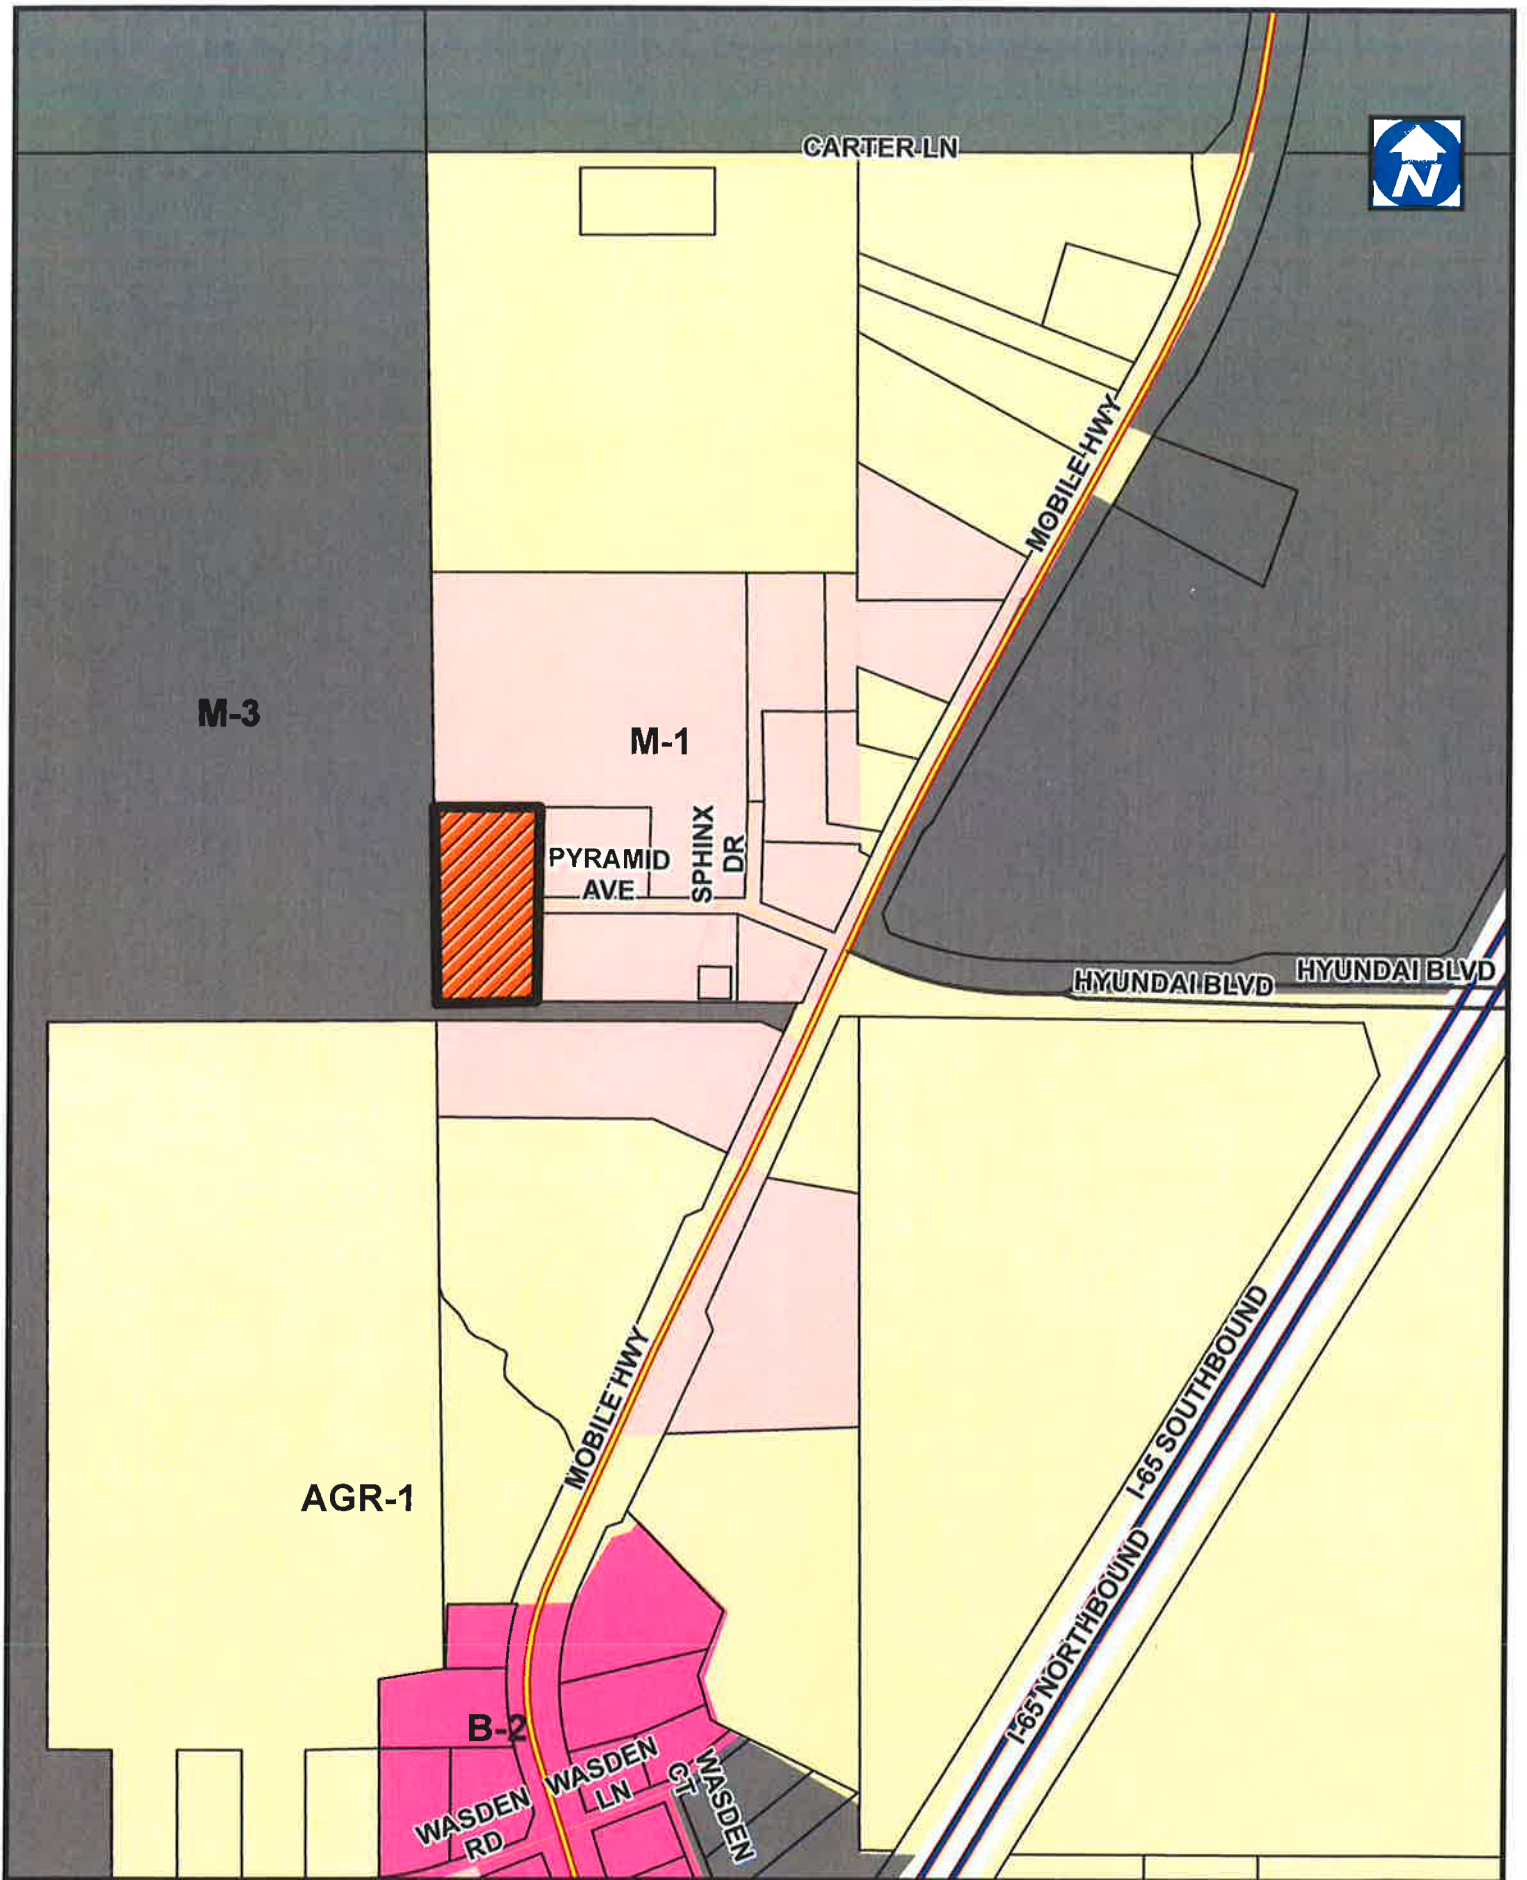 CARTER LN
N
MOBILE HWY
M-3
M-1
SPHINX
DR
PYRAMID
AVE
HYUNDAI BLVD
HYUNDAI BLVD
I-65 SOUTHBOUND
MOBILE HWY
AGR-1
I-65 NORTHBOUND
B-2
WASDEN
LN
WASDEN
CT
WASDEN
RD